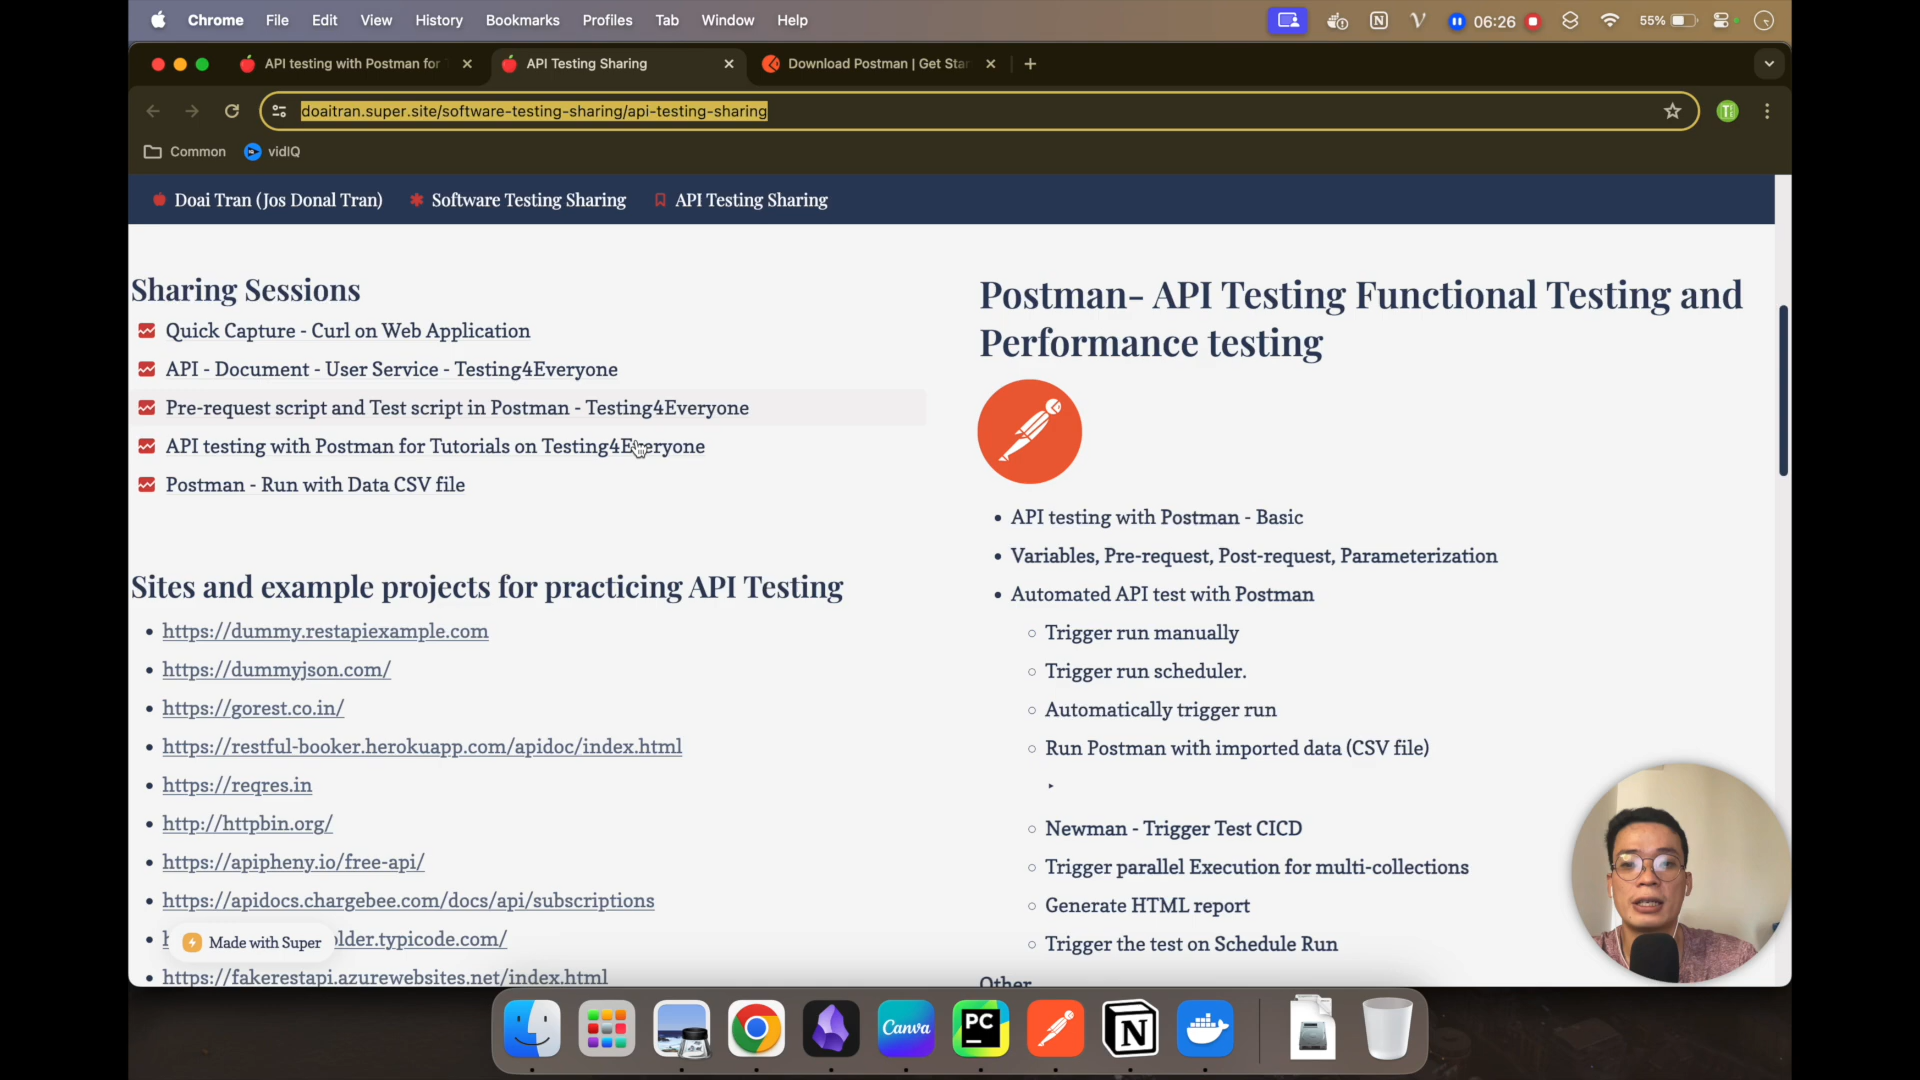 Chrome File Edit View History Bookmarks Profiles Tab Window Help
06:26 55%
API testing with Postman for
API Testing Sharing
Download Postman | Get Star
doaitran.super.site/software-testing-sharing/api-testing-sharing
Common vidIQ
Doai Tran (Jos Donal Tran) Software Testing Sharing API Testing Sharing
Sharing Sessions
Quick Capture - Curl on Web Application
API - Document - User Service - Testing4Everyone
Pre-request script and Test script in Postman - Testing4Everyone
API testing with Postman for Tutorials on Testing4Everyone
Postman - Run with Data CSV file
Sites and example projects for practicing API Testing
https://dummy.restapiexample.com
https://dummyjson.com/
https://gorest.co.in/
https://restful-booker.herokuapp.com/apidoc/index.html
https://reqres.in
http://httpbin.org/
https://apipheny.io/free-api/
https://apidocs.chargebee.com/docs/api/subscriptions
older.typicode.com/
Made with Super
https://fakerestapi.azurewebsites.net/index.html
Postman- API Testing Functional Testing and
Performance testing
API testing with Postman - Basic
Variables, Pre-request, Post-request, Parameterization
Automated API test with Postman
Trigger run manually
Trigger run scheduler.
Automatically trigger run
Run Postman with imported data (CSV file)
Newman - Trigger Test CICD
Trigger parallel Execution for multi-collections
Generate HTML report
Trigger the test on Schedule Run
Other
Canva
PC